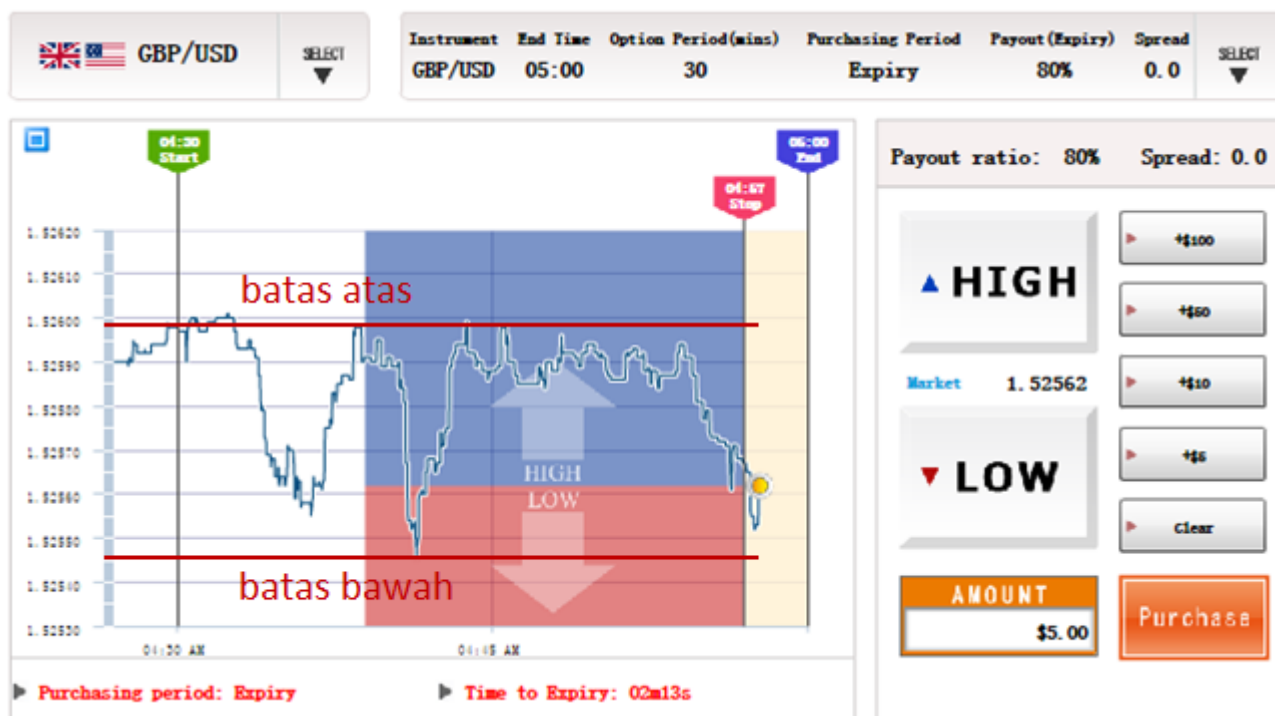 GBP/USD
SELECT
Instrument End Time Option Period(mins) Purchasing Period Payout(Expiry) Spread
GBP/USD 05:00 30 Expiry 80% 0.0
SELECT
04:30
Start
05:00
End
04:57
Stop
Payout ratio: 80% Spread: 0.0
1.52620
1.52610
1.52600
1.52590
1.52580
1.52570
1.52560
1.52550
1.52540
1.52530
batas atas
HIGH
LOW
batas bawah
04:30 AM
04:45 AM
HIGH
Market 1.52562
LOW
+$100
+$50
+$10
+$5
Clear
AMOUNT
$5.00
Purchase
Purchasing period: Expiry
Time to Expiry: 02m13s